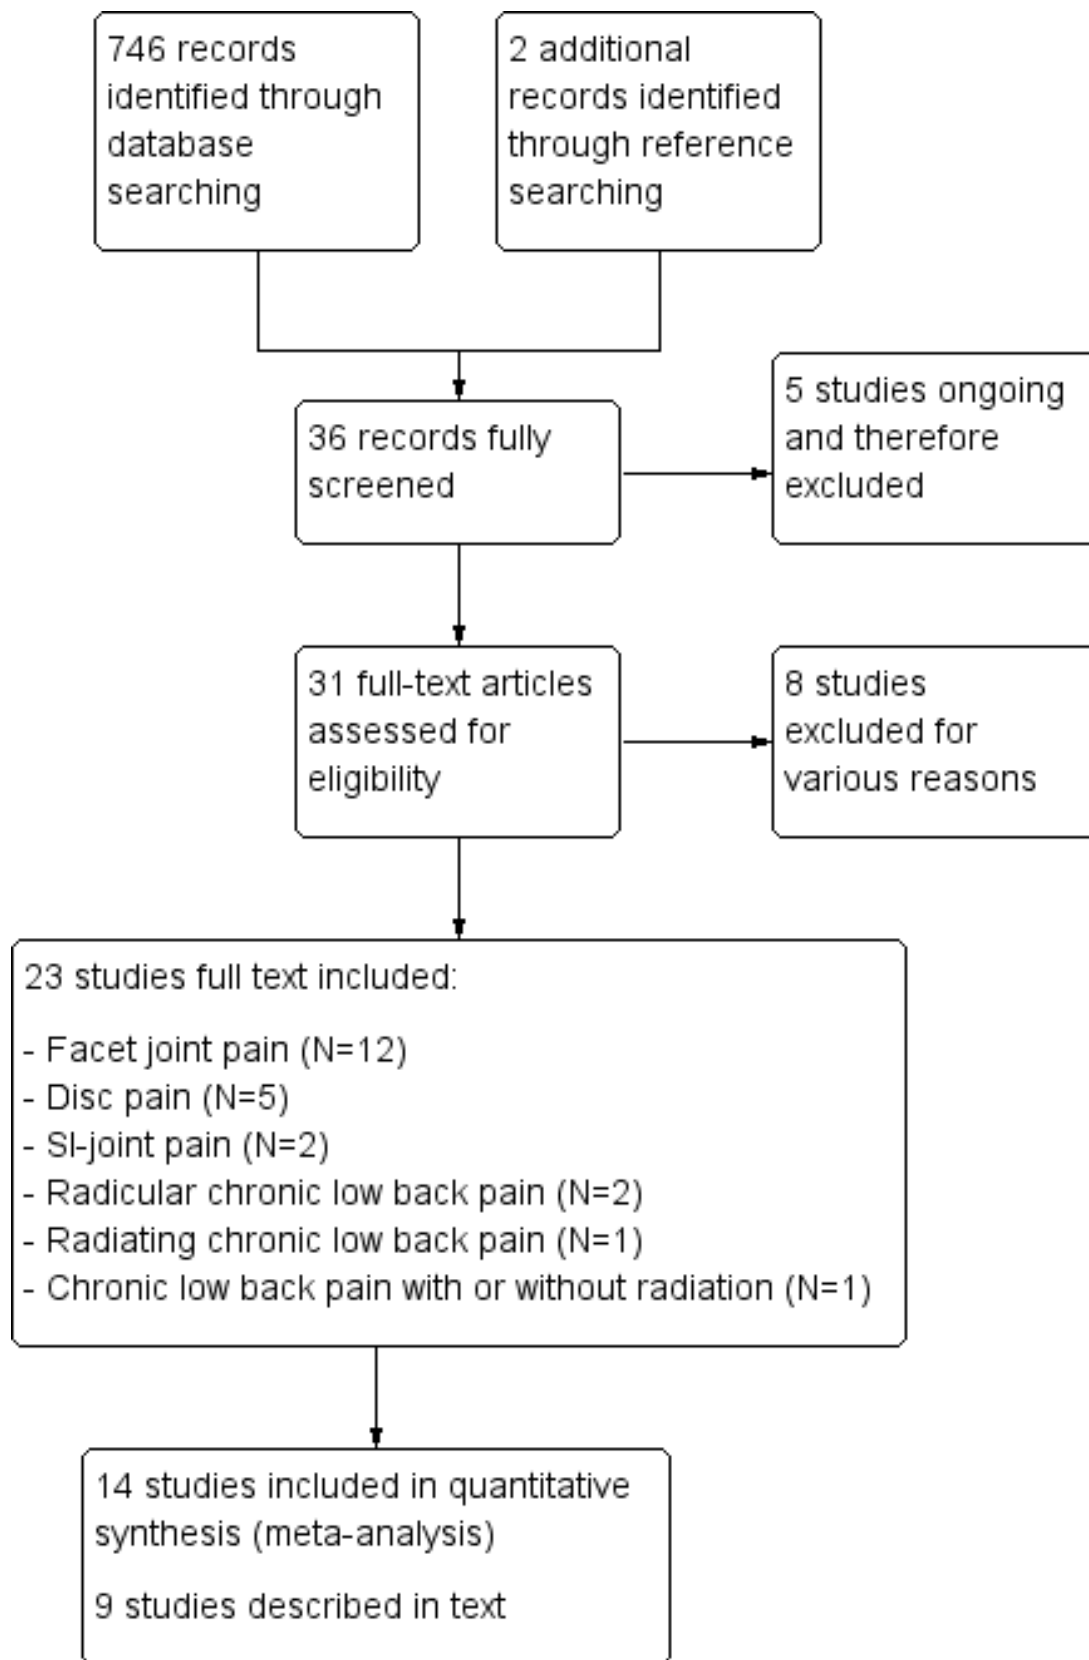 746 records
identified through
database
searching
2 additional
records identified
through reference
searching
36 records fully
screened
5 studies ongoing
and therefore
excluded
31 full-text articles
assessed for
eligibility
8 studies
excluded for
various reasons
23 studies full text included:
- Facet joint pain (N=12)
- Disc pain (N=5)
- SI-joint pain (N=2)
- Radicular chronic low back pain (N=2)
- Radiating chronic low back pain (N=1)
- Chronic low back pain with or without radiation (N=1)
14 studies included in quantitative
synthesis (meta-analysis)
9 studies described in text